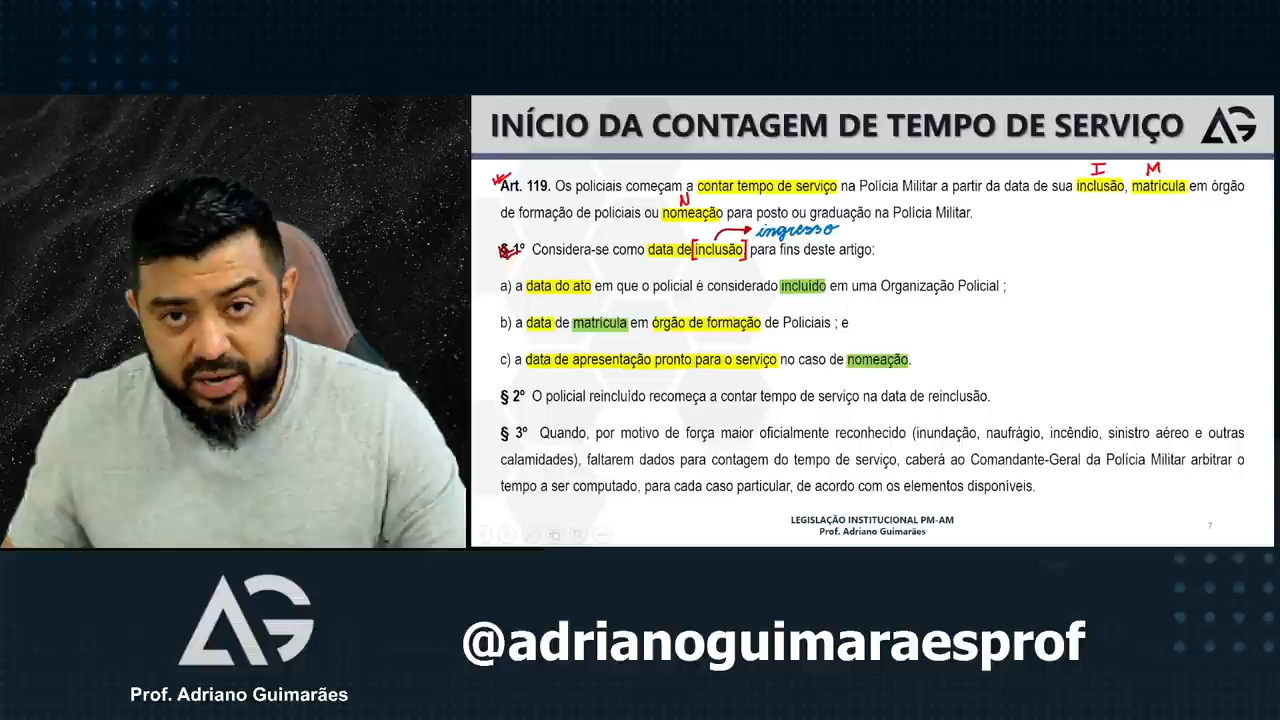 INÍCIO DA CONTAGEM DE TEMPO DE SERVIÇO
AG
I M
Art. 119. Os policiais começam a contar tempo de serviço na Polícia Militar a partir da data de sua inclusão, matrícula em órgão
N
de formação de policiais ou nomeação para posto ou graduação na Polícia Militar.
ingresso
§ 1º Considera-se como data de [inclusão] para fins deste artigo:
a) a data do ato em que o policial é considerado incluído em uma Organização Policial ;
b) a data de matrícula em órgão de formação de Policiais ; e
c) a data de apresentação pronto para o serviço no caso de nomeação.
§ 2º O policial reincluído recomeça a contar tempo de serviço na data de reinclusão.
§ 3º Quando, por motivo de força maior oficialmente reconhecido (inundação, naufrágio, incêndio, sinistro aéreo e outras
calamidades), faltarem dados para contagem do tempo de serviço, caberá ao Comandante-Geral da Polícia Militar arbitrar o
tempo a ser computado, para cada caso particular, de acordo com os elementos disponíveis.
LEGISLAÇÃO INSTITUCIONAL PM-AM
Prof. Adriano Guimarães
7
AG
Prof. Adriano Guimarães
@adrianoguimaraesprof